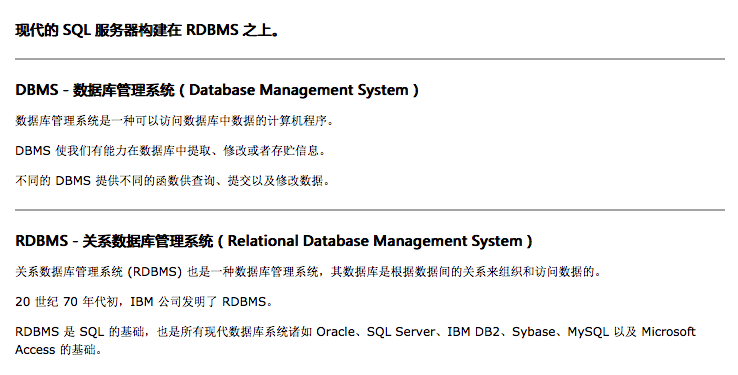 现代的 SQL 服务器构建在 RDBMS 之上。
DBMS - 数据库管理系统（Database Management System）
数据库管理系统是一种可以访问数据库中数据的计算机程序。
DBMS 使我们有能力在数据库中提取、修改或者存贮信息。
不同的 DBMS 提供不同的函数供查询、提交以及修改数据。
RDBMS - 关系数据库管理系统（Relational Database Management System）
关系数据库管理系统 (RDBMS) 也是一种数据库管理系统，其数据库是根据数据间的关系来组织和访问数据的。
20 世纪 70 年代初，IBM 公司发明了 RDBMS。
RDBMS 是 SQL 的基础，也是所有现代数据库系统诸如 Oracle、SQL Server、IBM DB2、Sybase、MySQL 以及 Microsoft
Access 的基础。